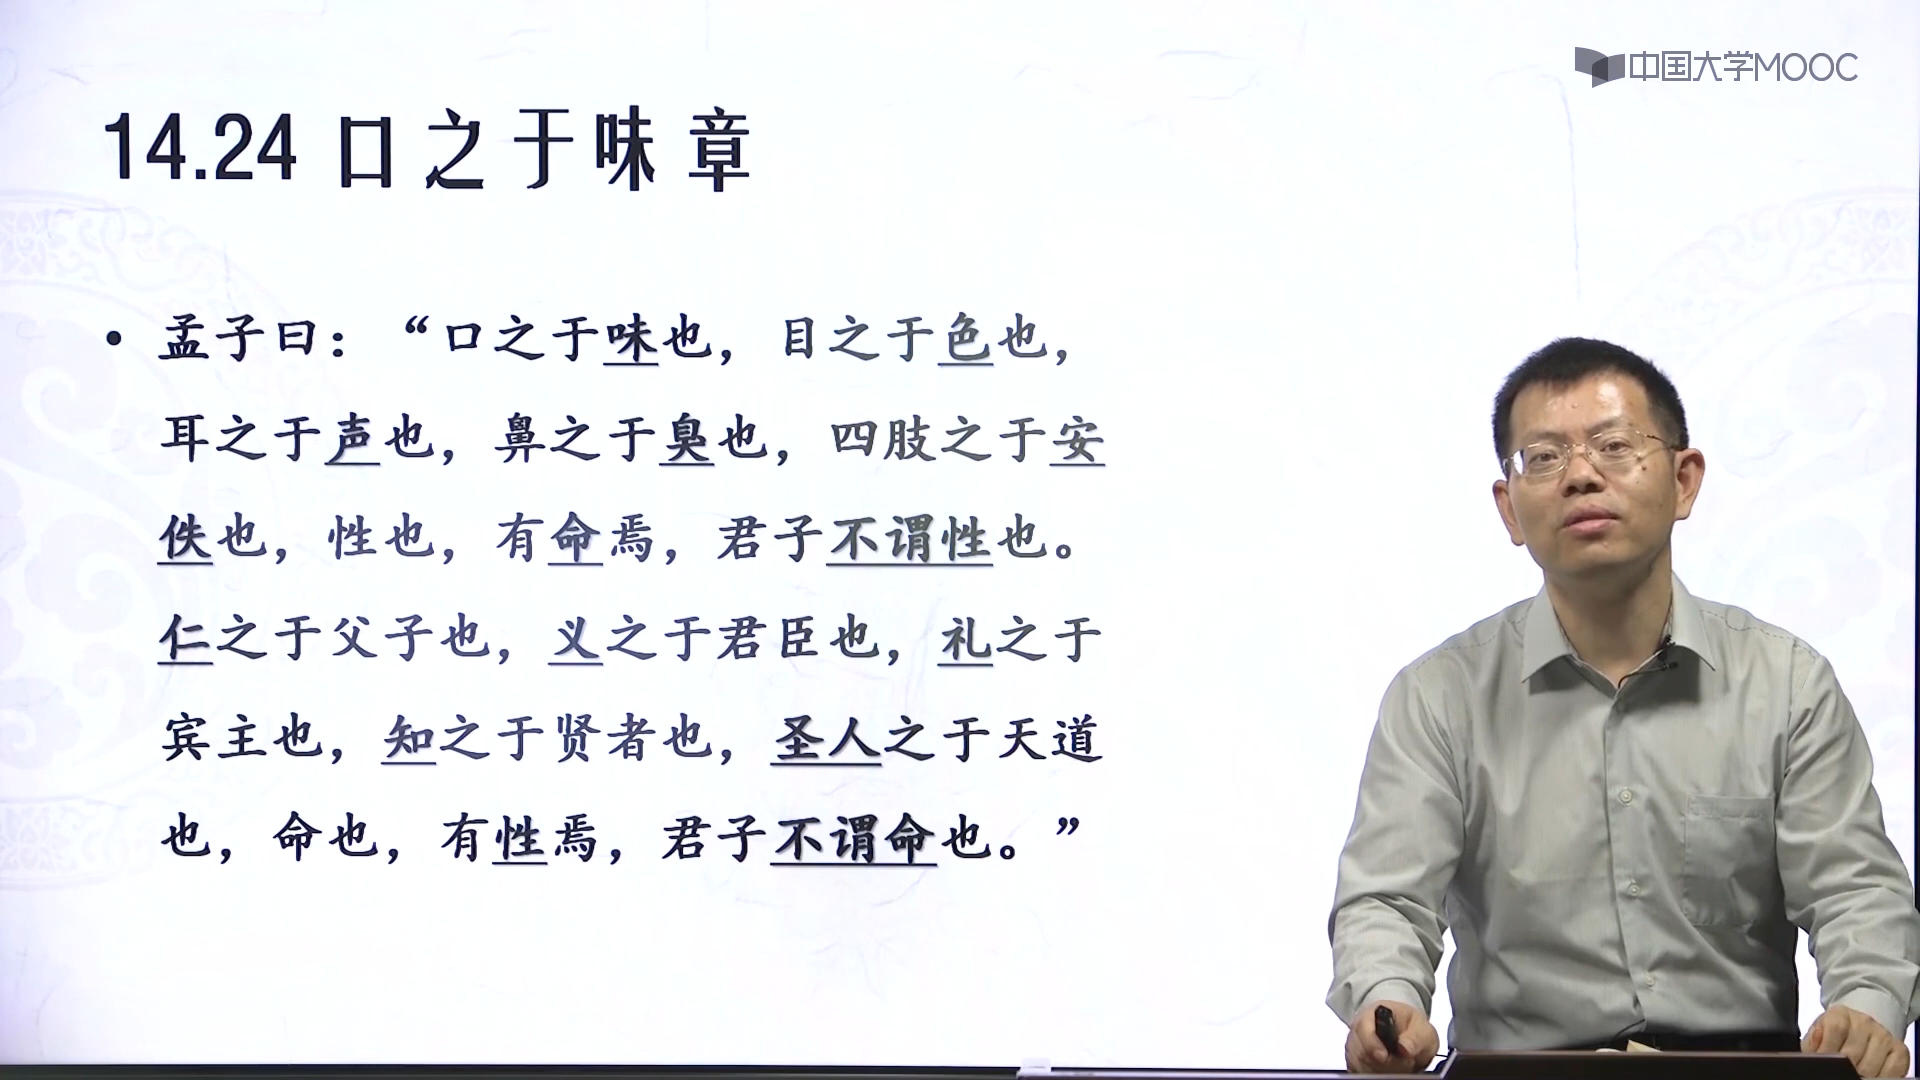 中国大学MOOC
14.24 口之于味章
• 孟子曰：“口之于味也，目之于色也，
耳之于声也，鼻之于臭也，四肢之于安
佚也，性也，有命焉，君子不谓性也。
仁之于父子也，义之于君臣也，礼之于
宾主也，知之于贤者也，圣人之于天道
也，命也，有性焉，君子不谓命也。”